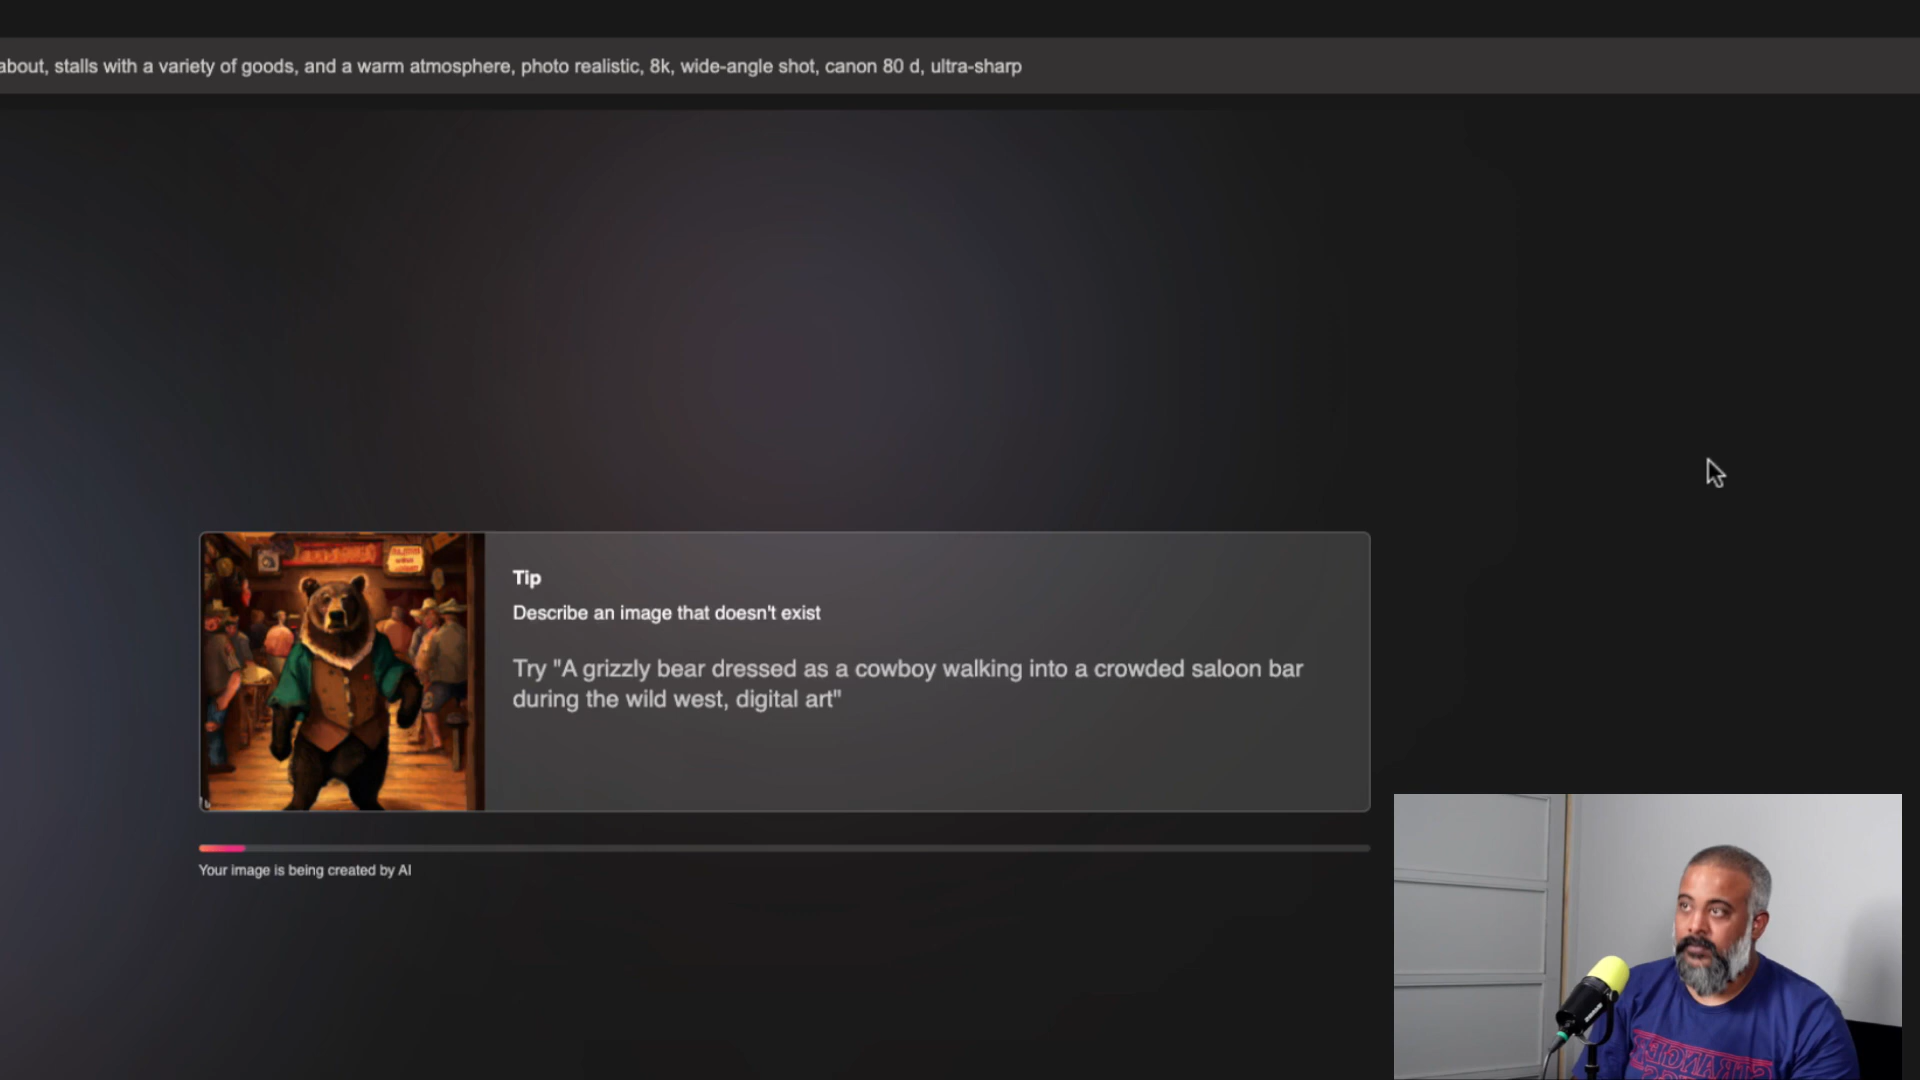 about, stalls with a variety of goods, and a warm atmosphere, photo realistic, 8k, wide-angle shot, canon 80 d, ultra-sharp
Tip
Describe an image that doesn't exist
Try "A grizzly bear dressed as a cowboy walking into a crowded saloon bar
during the wild west, digital art"
Your image is being created by AI